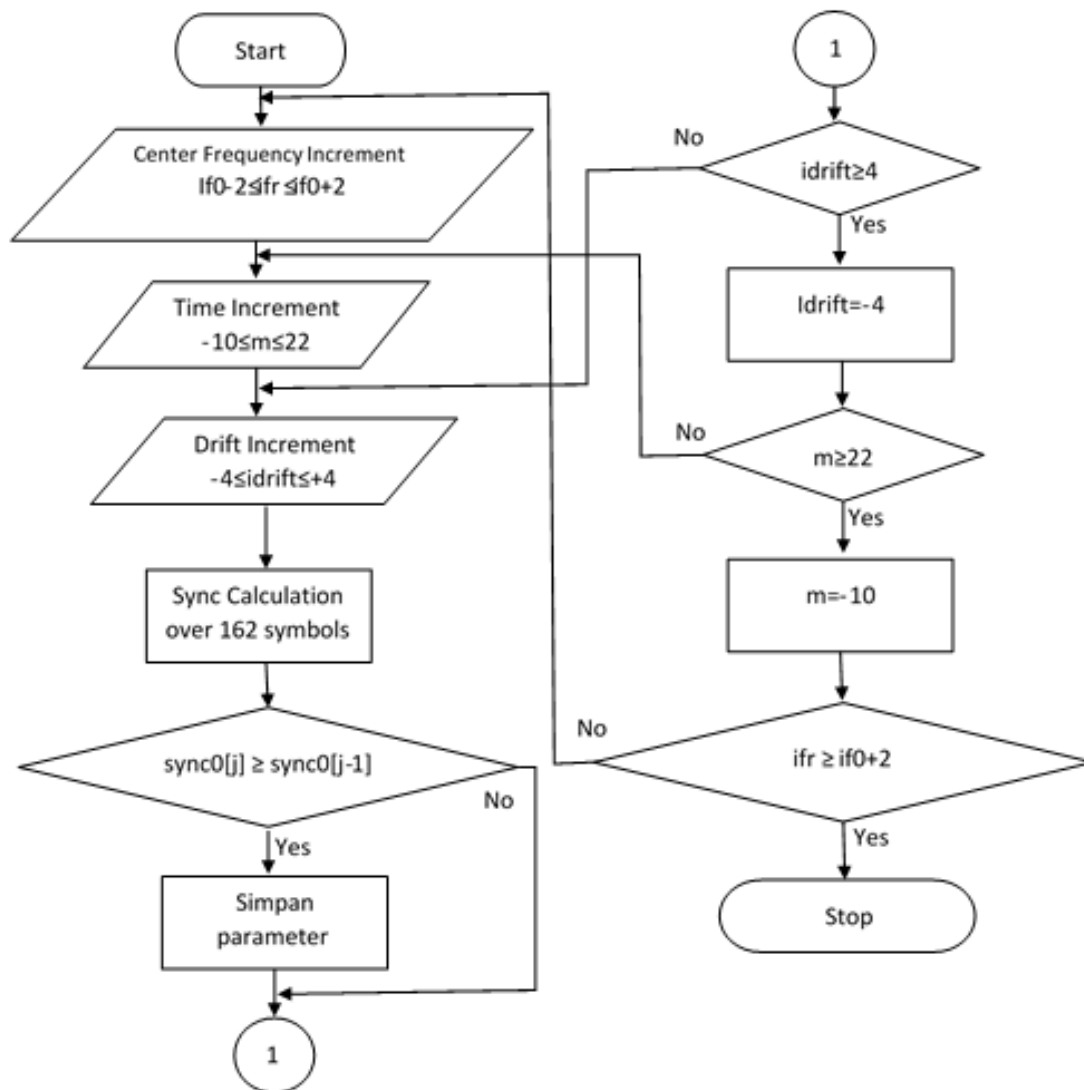 Start
Center Frequency Increment
If0-2≤ifr ≤if0+2
Time Increment
-10≤m≤22
Drift Increment
-4≤idrift≤+4
Sync Calculation
over 162 symbols
sync0[j] ≥ sync0[j-1]
No
Yes
Simpan
parameter
1
1
No
idrift≥4
Yes
Idrift=-4
No
m≥22
Yes
m=-10
No
ifr ≥ if0+2
Yes
Stop